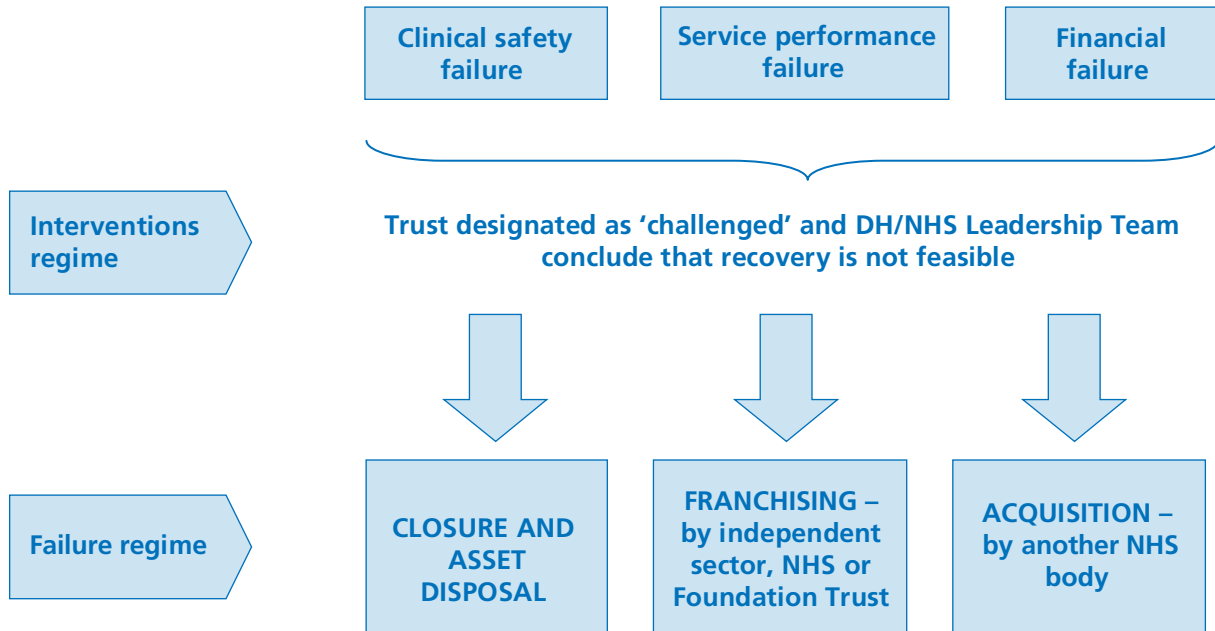 Clinical safety
failure
Service performance
failure
Financial
failure
Interventions
regime
Trust designated as ‘challenged’ and DH/NHS Leadership Team
conclude that recovery is not feasible
Failure regime
CLOSURE AND
ASSET
DISPOSAL
FRANCHISING –
by independent
sector, NHS or
Foundation Trust
ACQUISITION –
by another NHS
body